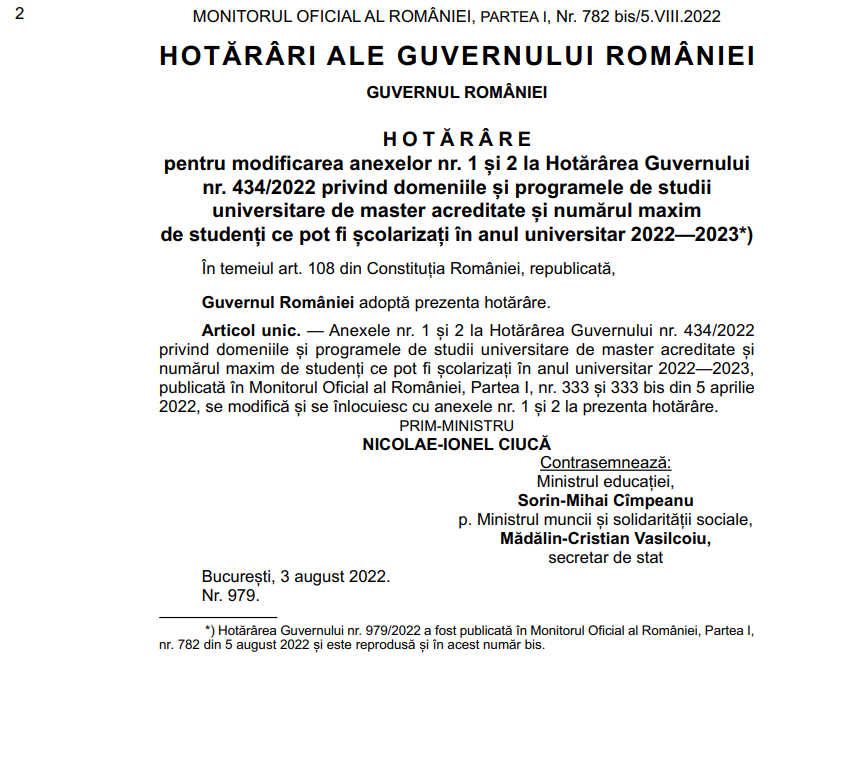 2
MONITORUL OFICIAL AL ROMÂNIEI, PARTEA I, Nr. 782 bis/5.VIII.2022
HOTĂRÂRI ALE GUVERNULUI ROMÂNIEI
GUVERNUL ROMÂNIEI
HOTĂRÂRE
pentru modificarea anexelor nr. 1 și 2 la Hotărârea Guvernului
nr. 434/2022 privind domeniile și programele de studii
universitare de master acreditate și numărul maxim
de studenți ce pot fi școlarizați în anul universitar 2022—2023*)
În temeiul art. 108 din Constituția României, republicată,
Guvernul României adoptă prezenta hotărâre.
Articol unic. — Anexele nr. 1 și 2 la Hotărârea Guvernului nr. 434/2022
privind domeniile și programele de studii universitare de master acreditate și
numărul maxim de studenți ce pot fi școlarizați în anul universitar 2022—2023,
publicată în Monitorul Oficial al României, Partea I, nr. 333 și 333 bis din 5 aprilie
2022, se modifică și se înlocuiesc cu anexele nr. 1 și 2 la prezenta hotărâre.
PRIM-MINISTRU
NICOLAE-IONEL CIUCĂ
Contrasemnează:
Ministrul educației,
Sorin-Mihai Cîmpeanu
p. Ministrul muncii și solidarității sociale,
Mădălin-Cristian Vasilcoiu,
secretar de stat
București, 3 august 2022.
Nr. 979.
*) Hotărârea Guvernului nr. 979/2022 a fost publicată în Monitorul Oficial al României, Partea I,
nr. 782 din 5 august 2022 și este reprodusă și în acest număr bis.